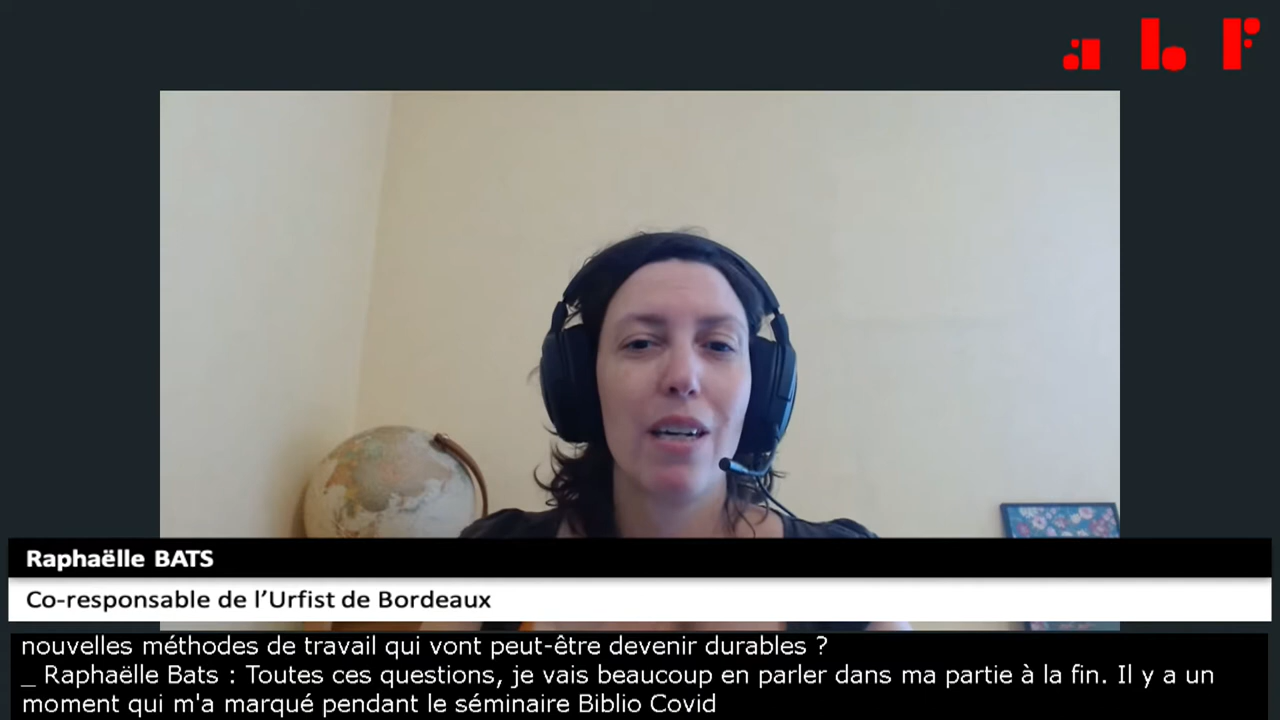 abf
Raphaëlle BATS
Co-responsable de l’Urfist de Bordeaux
nouvelles méthodes de travail qui vont peut-être devenir durables ?
_ Raphaëlle Bats : Toutes ces questions, je vais beaucoup en parler dans ma partie à la fin. Il y a un
moment qui m'a marqué pendant le séminaire Biblio Covid